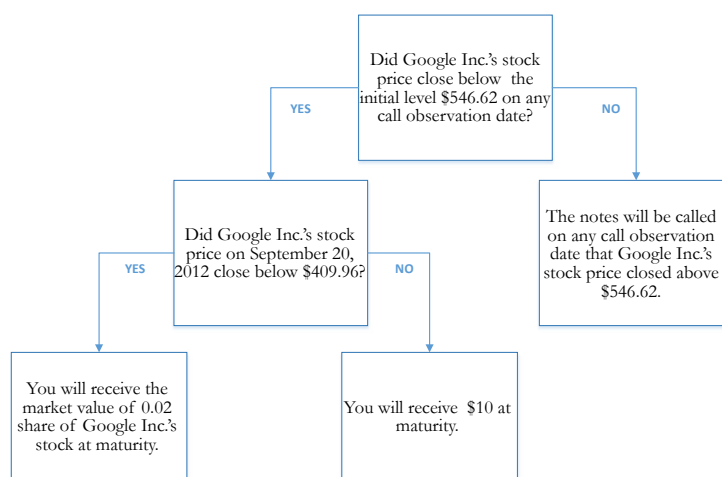 Did Google Inc.'s stock
price close below the
initial level $546.62 on any
call observation date?
YES
NO
Did Google Inc.'s stock
price on September 20,
2012 close below $409.96?
The notes will be called
on any call observation
date that Google Inc.'s
stock price closed above
$546.62.
YES
NO
You will receive the
market value of 0.02
share of Google Inc.'s
stock at maturity.
You will receive $10 at
maturity.